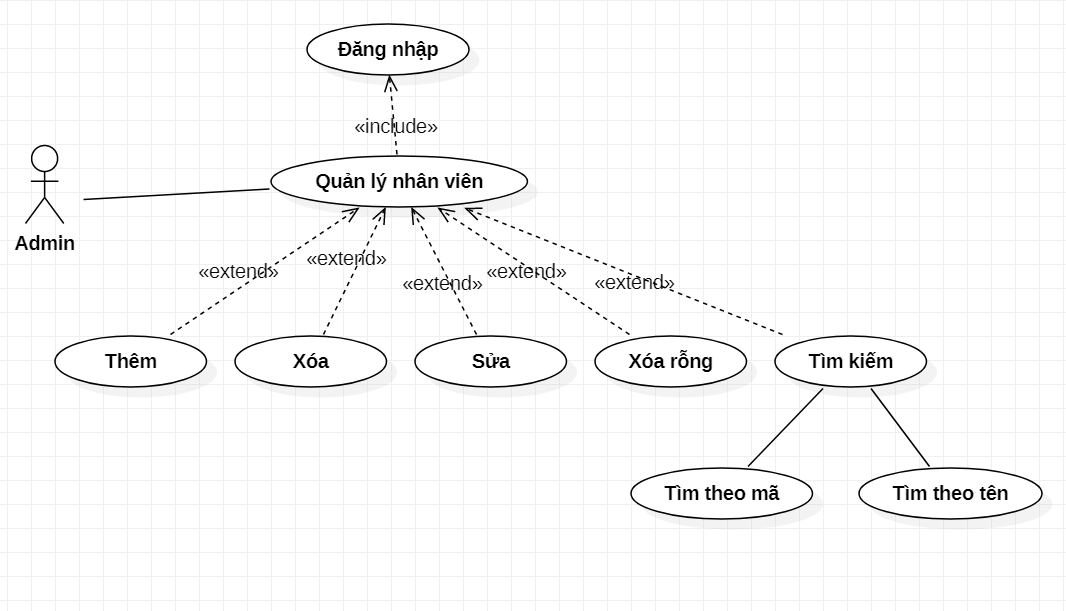 Đăng nhập
«include»
Quản lý nhân viên
Admin
«extend»
«extend»
«extend»
«extend»
«extend»
Thêm
Xóa
Sửa
Xóa rỗng
Tìm kiếm
Tìm theo mã
Tìm theo tên